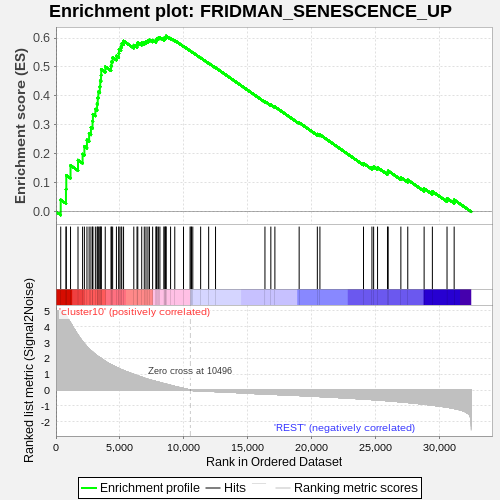 Enrichment plot: FRIDMAN_SENESCENCE_UP
Enrichment score (ES)
0.6
0.5
0.4
0.3
0.2
0.1
0.0
Ranked list metric (Signal2Noise)
5
4
3
2
1
0
-1
-2
'cluster10' (positively correlated)
Zero cross at 10496
'REST' (negatively correlated)
0
5,000
10,000
15,000
20,000
25,000
30,000
Rank in Ordered Dataset
Enrichment profile
Hits
Ranking metric scores